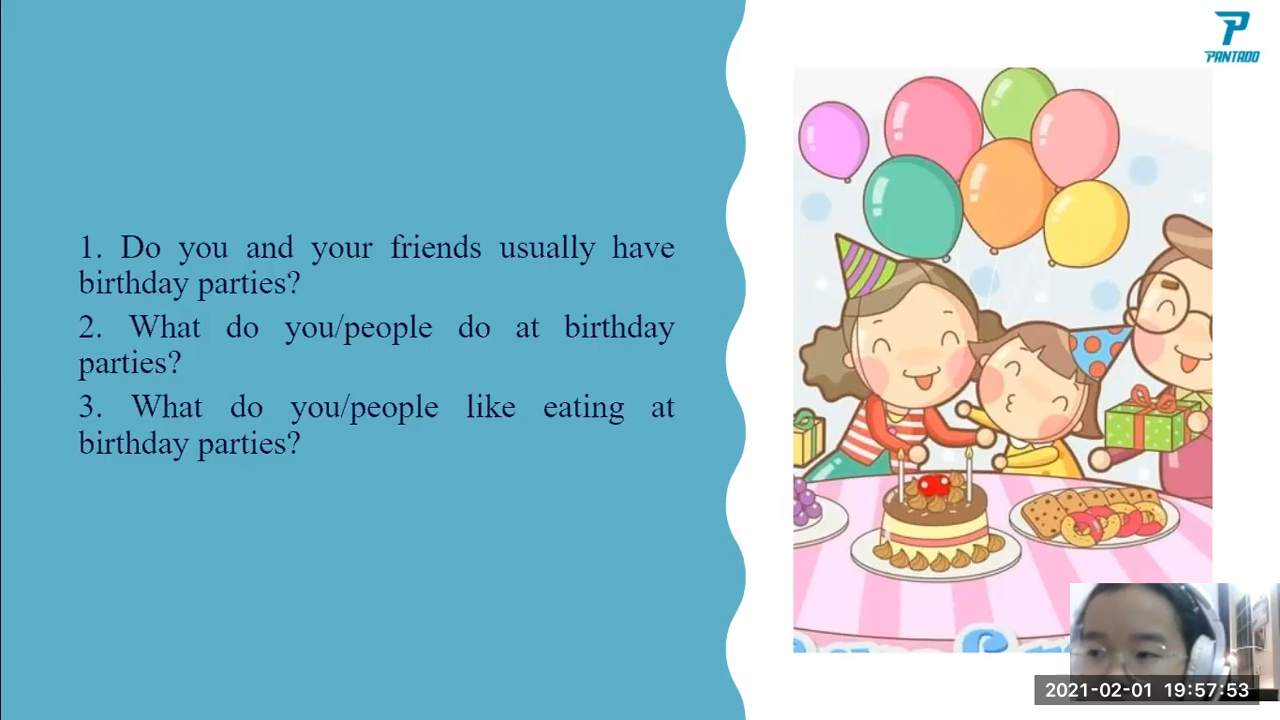 PANTADO
1. Do you and your friends usually have
birthday parties?
2. What do you/people do at birthday
parties?
3. What do you/people like eating at
birthday parties?
2021-02-01 19:57:53